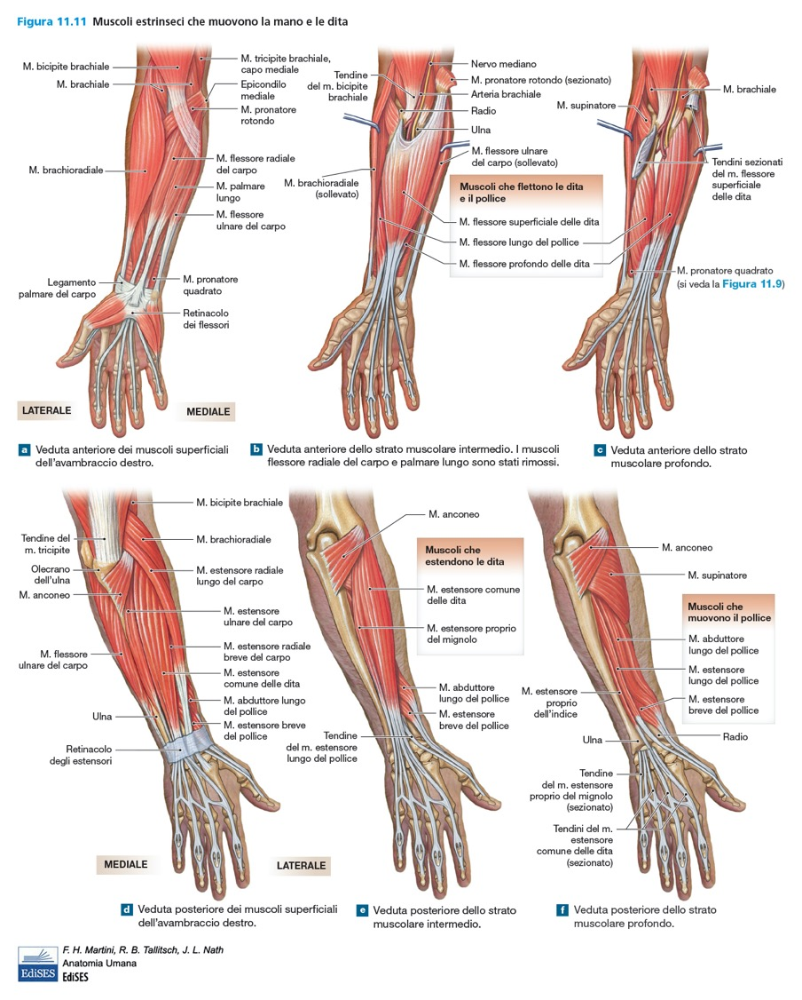 Figura 11.11 Muscoli estrinseci che muovono la mano e le dita
M. bicipite brachiale
M. brachiale
M. brachioradiale
Legamento
palmare del carpo
M. tricipite brachiale,
capo mediale
Epicondilo
mediale
M. pronatore
rotondo
M. flessore radiale
del carpo
M. palmare
lungo
M. flessore
ulnare del carpo
M. pronatore
quadrato
Retinacolo
dei flessori
LATERALE
MEDIALE
a Veduta anteriore dei muscoli superficiali
dell'avambraccio destro.
Tendine
del m. bicipite
brachiale
M. brachioradiale
(sollevato)
Nervo mediano
M. pronatore rotondo (sezionato)
Arteria brachiale
Radio
Ulna
M. flessore ulnare
del carpo (sollevato)
Muscoli che flettono le dita
e il pollice
M. flessore superficiale delle dita
M. flessore lungo del pollice
M. flessore profondo delle dita
b Veduta anteriore dello strato muscolare intermedio. I muscoli
flessore radiale del carpo e palmare lungo sono stati rimossi.
M. supinatore
M. brachiale
Tendini sezionati
del m. flessore
superficiale
delle dita
M. pronatore quadrato
(si veda la Figura 11.9)
c Veduta anteriore dello strato
muscolare profondo.
Tendine del
m. tricipite
Olecrano
dell'ulna
M. anconeo
M. flessore
ulnare del carpo
Ulna
Retinacolo
degli estensori
M. bicipite brachiale
M. brachioradiale
M. estensore radiale
lungo del carpo
M. estensore
ulnare del carpo
M. estensore radiale
breve del carpo
M. estensore
comune delle dita
M. abduttore lungo
del pollice
M. estensore breve
del pollice
MEDIALE
LATERALE
d Veduta posteriore dei muscoli superficiali
dell'avambraccio destro.
M. anconeo
Muscoli che
estendono le dita
M. estensore comune
delle dita
M. estensore proprio
del mignolo
M. abduttore
lungo del pollice
M. estensore
breve del pollice
Tendine
del m. estensore
lungo del pollice
e Veduta posteriore dello strato
muscolare intermedio.
M. anconeo
M. supinatore
Muscoli che
muovono il pollice
M. abduttore
lungo del pollice
M. estensore
lungo del pollice
M. estensore
breve del pollice
M. estensore
proprio
dell'indice
Ulna
Radio
Tendine
del m. estensore
proprio del mignolo
(sezionato)
Tendini del m.
estensore
comune delle dita
(sezionato)
f Veduta posteriore dello strato
muscolare profondo.
F. H. Martini, R. B. Tallitsch, J. L. Nath
Anatomia Umana
EdiSES
EdiSES